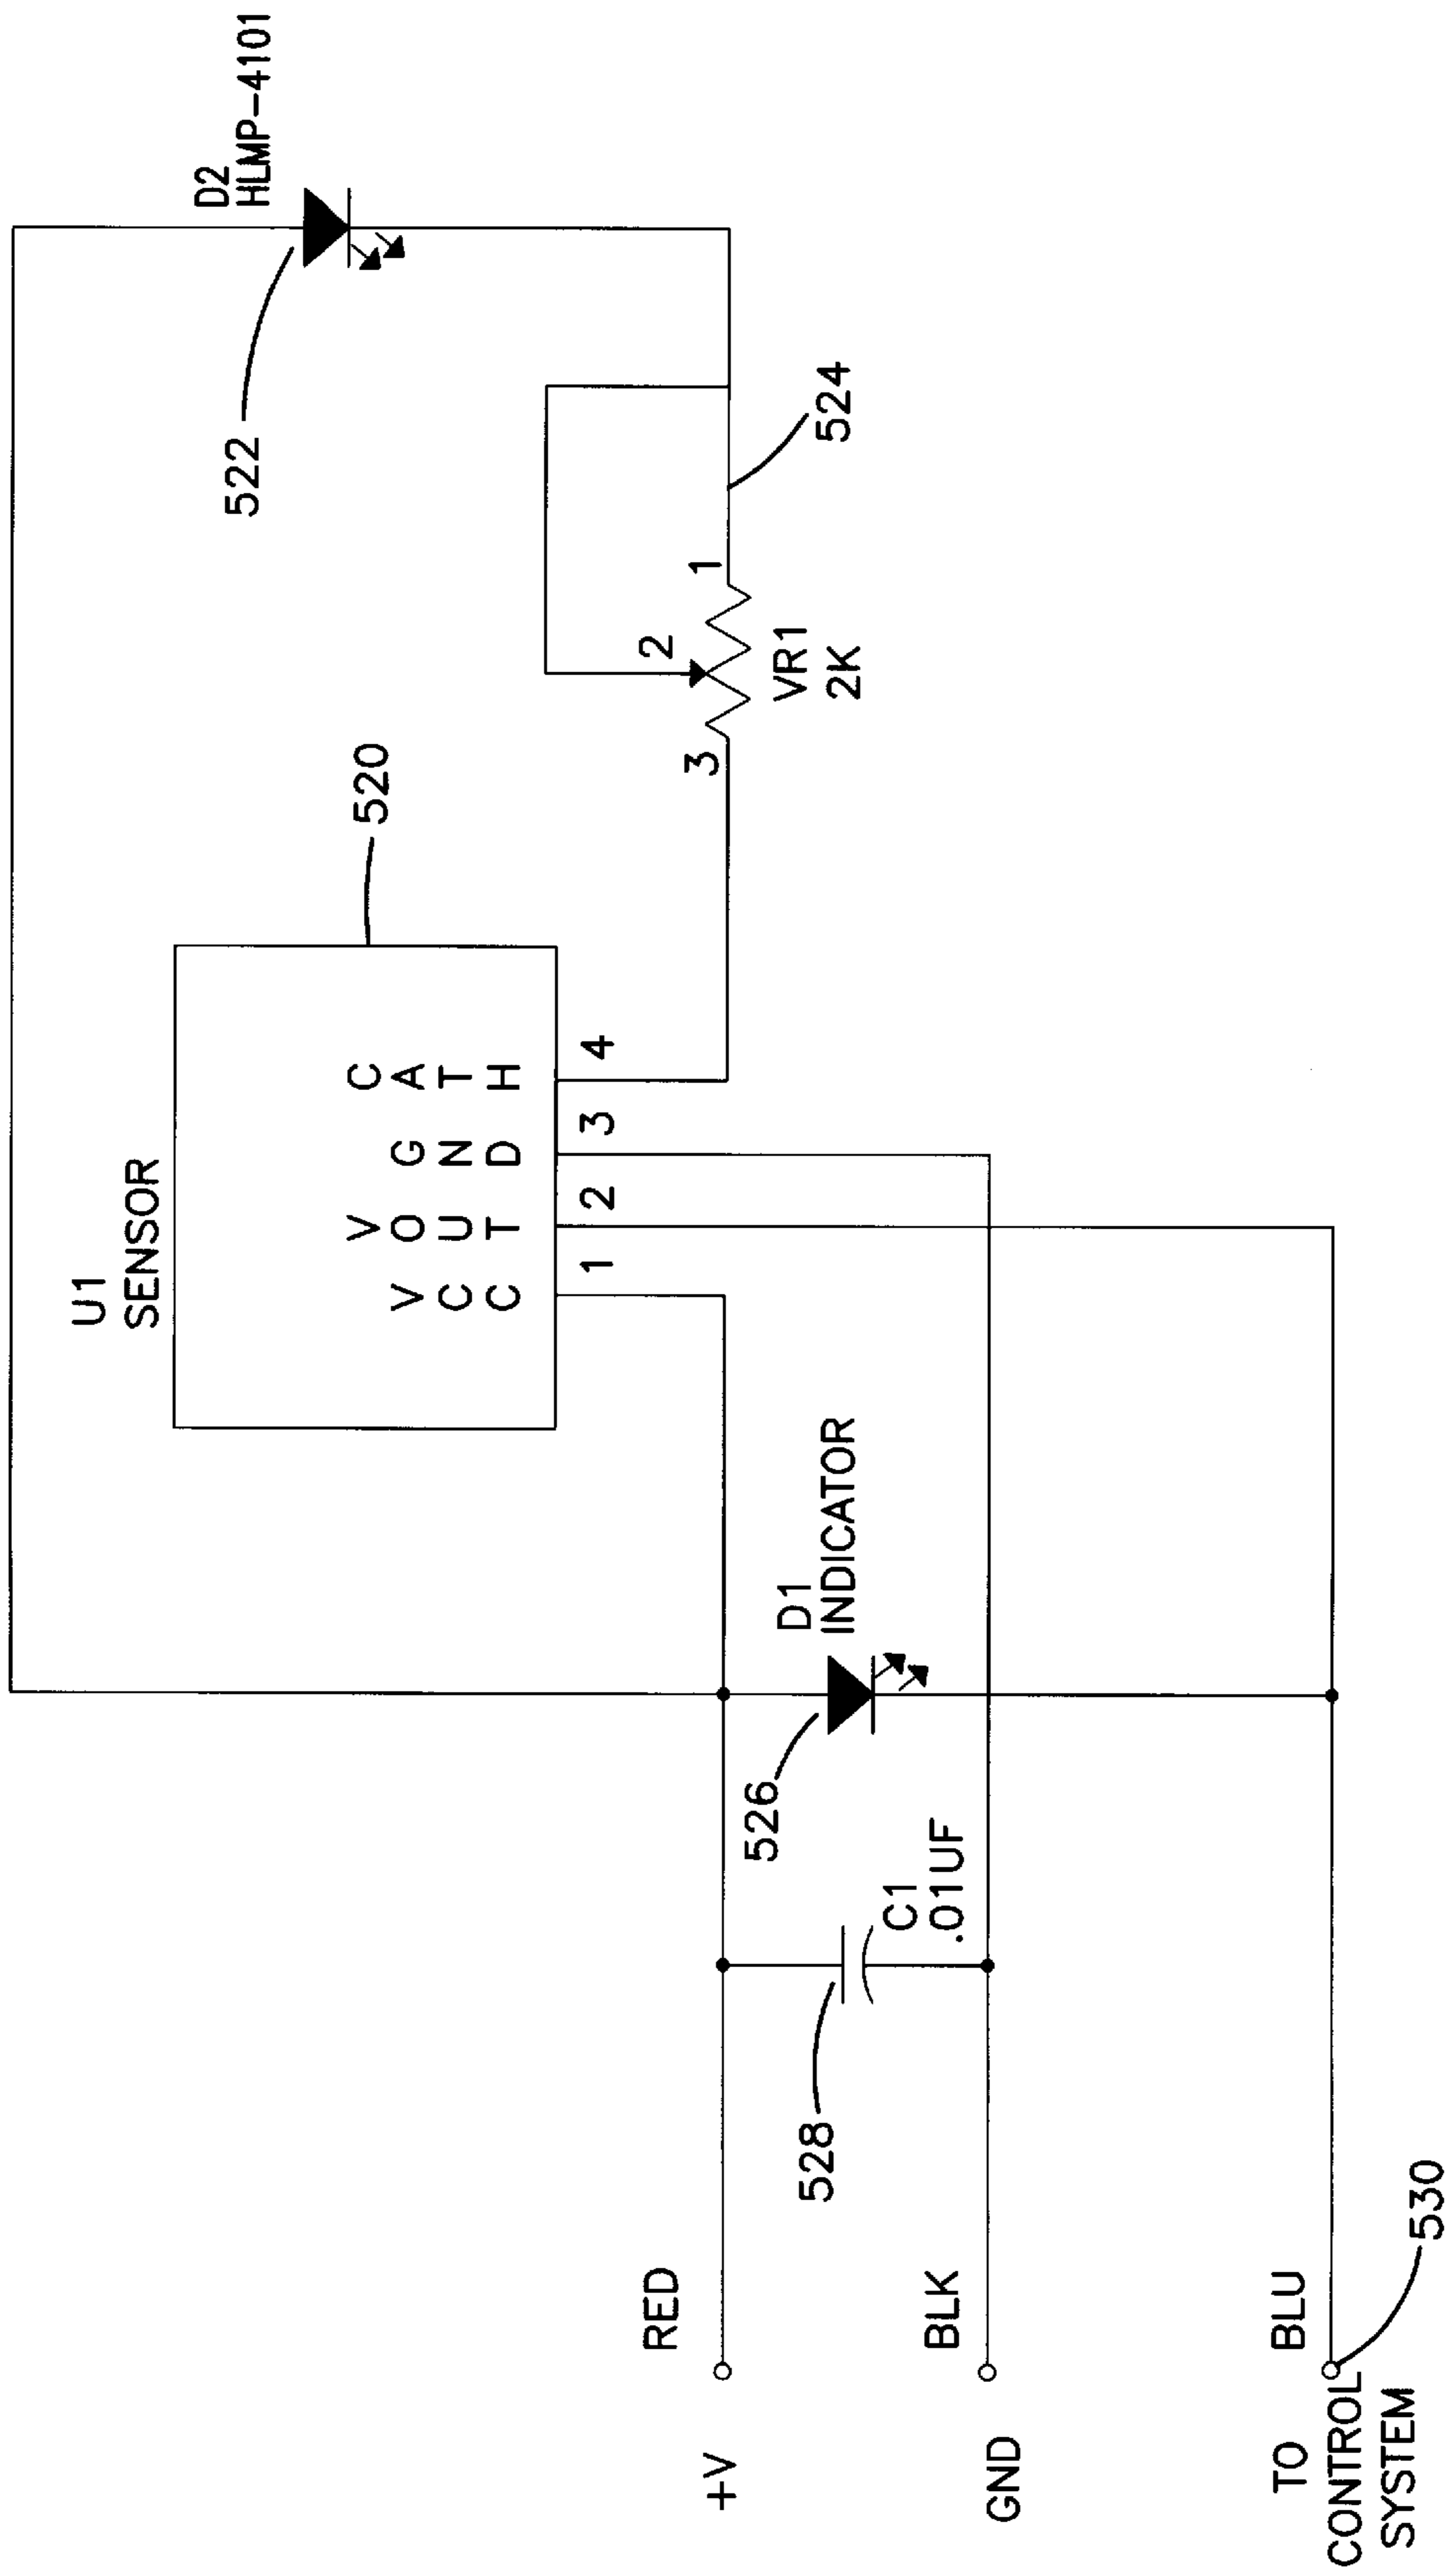 D2
HLMP-4101
522
524
1
2
3
VR1
2K
520
U1
SENSOR
VCC
VOUT
GND
CATH
1
2
3
4
D1
INDICATOR
526
C1
.01UF
528
RED
+V
BLK
GND
BLU
TO
CONTROL
SYSTEM
530